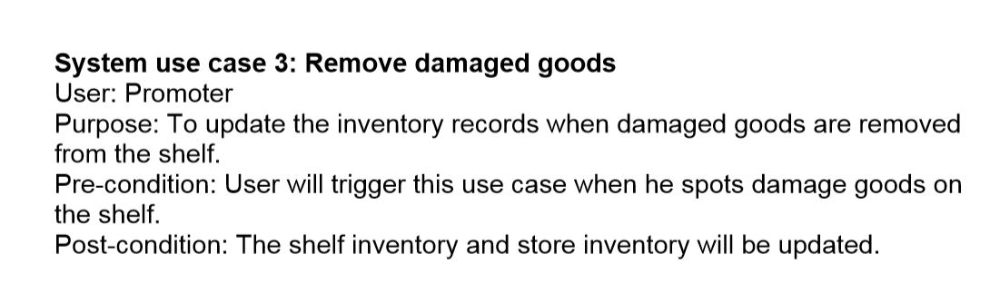 System use case 3: Remove damaged goods
User: Promoter
Purpose: To update the inventory records when damaged goods are removed
from the shelf.
Pre-condition: User will trigger this use case when he spots damage goods on
the shelf.
Post-condition: The shelf inventory and store inventory will be updated.